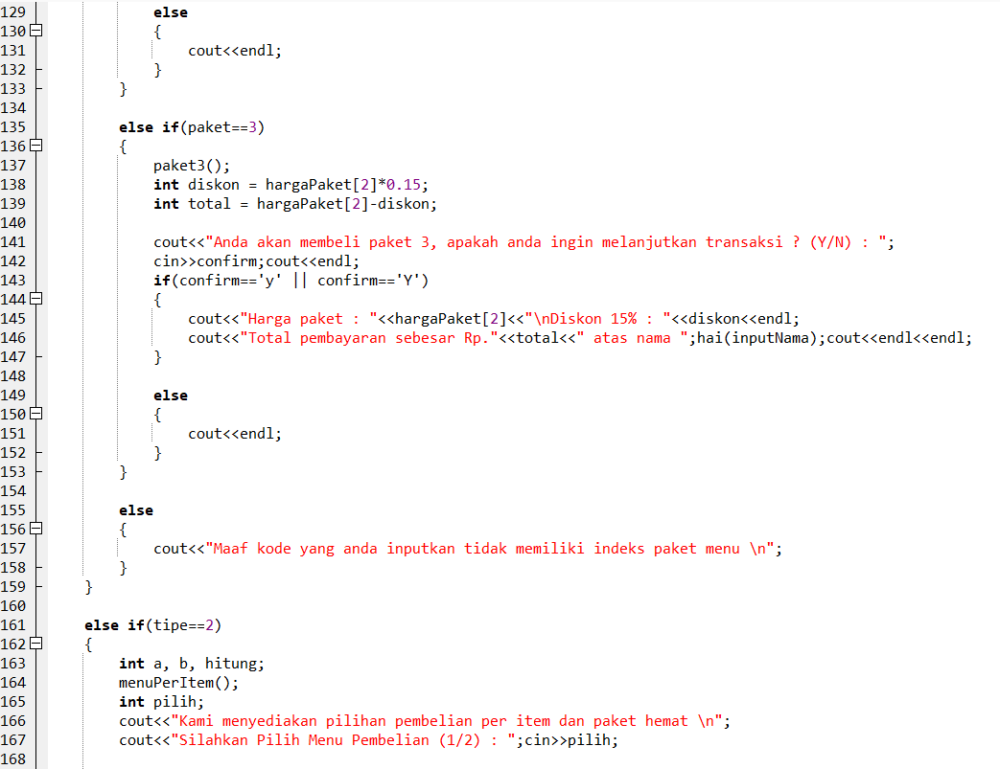 129 else
130 {
131 cout<<endl;
132 }
133 }
134
135 else if(paket==3)
136 {
137 paket3();
138 int diskon = hargaPaket[2]*0.15;
139 int total = hargaPaket[2]-diskon;
140
141 cout<<"Anda akan membeli paket 3, apakah anda ingin melanjutkan transaksi ? (Y/N) : ";
142 cin>>confirm;cout<<endl;
143 if(confirm=='y' || confirm=='Y')
144 {
145 cout<<"Harga paket : "<<hargaPaket[2]<<"\nDiskon 15% : "<<diskon<<endl;
146 cout<<"Total pembayaran sebesar Rp."<<total<<" atas nama ";hai(inputNama);cout<<endl<<endl;
147 }
148
149 else
150 {
151 cout<<endl;
152 }
153 }
154
155 else
156 {
157 cout<<"Maaf kode yang anda inputkan tidak memiliki indeks paket menu \n";
158 }
159 }
160
161 else if(tipe==2)
162 {
163 int a, b, hitung;
164 menuPerItem();
165 int pilih;
166 cout<<"Kami menyediakan pilihan pembelian per item dan paket hemat \n";
167 cout<<"Silahkan Pilih Menu Pembelian (1/2) : ";cin>>pilih;
168